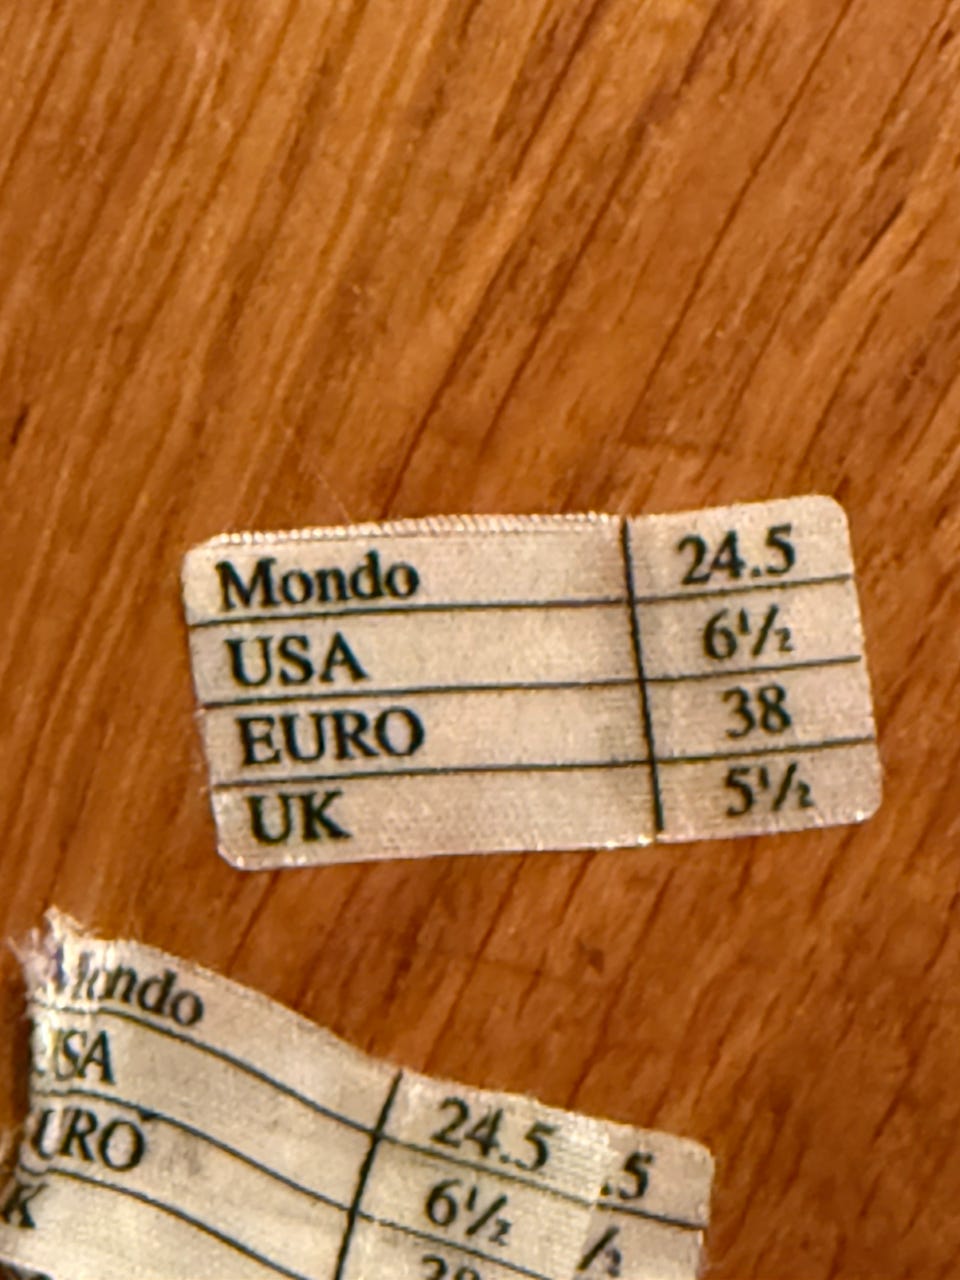 Mondo 24.5
USA 6½
EURO 38
UK 5½
Mondo 24.5 .5
USA 6½ /2
URO
K